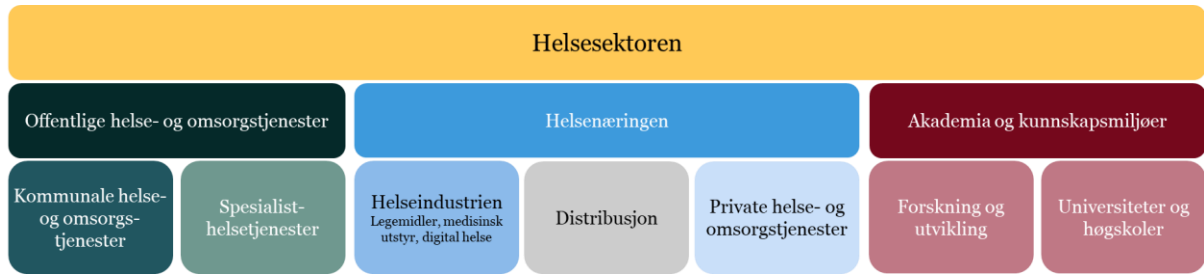 Helsesektoren
Offentlige helse- og omsorgstjenester
Helsenæringen
Akademia og kunnskapsmiljøer
Kommunale helse-
og omsorgs-
tjenester
Spesialist-
helsetjenester
Helseindustrien
Legemidler, medisinsk
utstyr, digital helse
Distribusjon
Private helse- og
omsorgstjenester
Forskning og
utvikling
Universiteter og
høgskoler